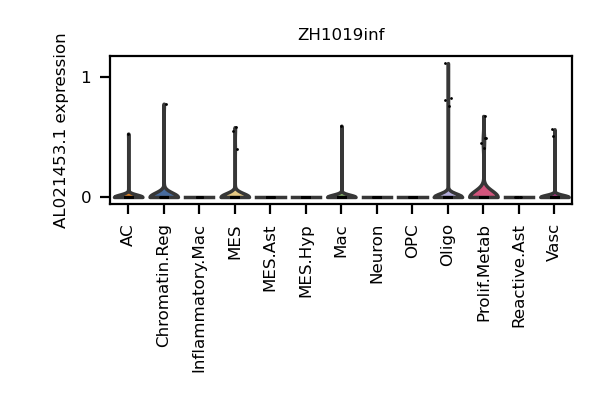 ZH1019inf
AL021453.1 expression
1
0
AC
Chromatin.Reg
Inflammatory.Mac
MES
MES.Ast
MES.Hyp
Mac
Neuron
OPC
Oligo
Prolif.Metab
Reactive.Ast
Vasc